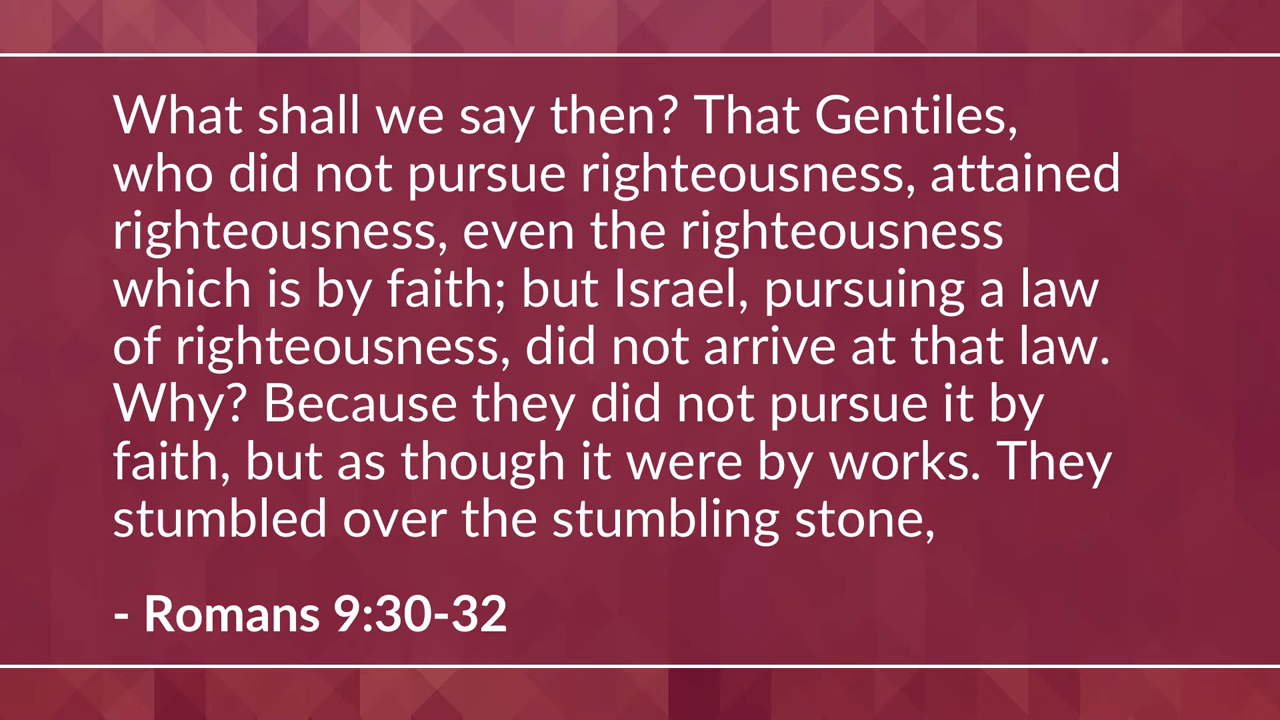 What shall we say then? That Gentiles,
who did not pursue righteousness, attained
righteousness, even the righteousness
which is by faith; but Israel, pursuing a law
of righteousness, did not arrive at that law.
Why? Because they did not pursue it by
faith, but as though it were by works. They
stumbled over the stumbling stone,
- Romans 9:30-32